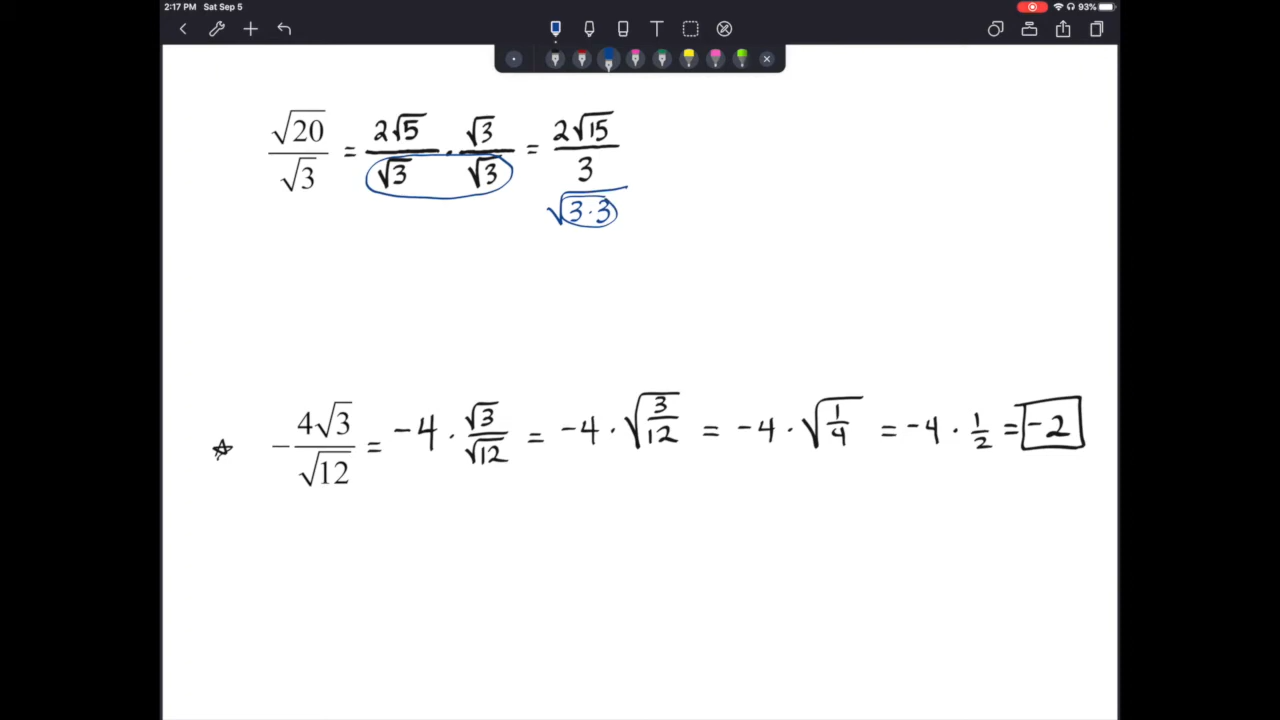 2:17 PM Sat Sep 5 93%
T
√20/√3 = 2√5/√3 · √3/√3 = 2√15/3
√(3·3)
☆ -4√3/√12 = -4 · √3/√12 = -4 · √(3/12) = -4 · √(1/4) = -4 · 1/2 = -2